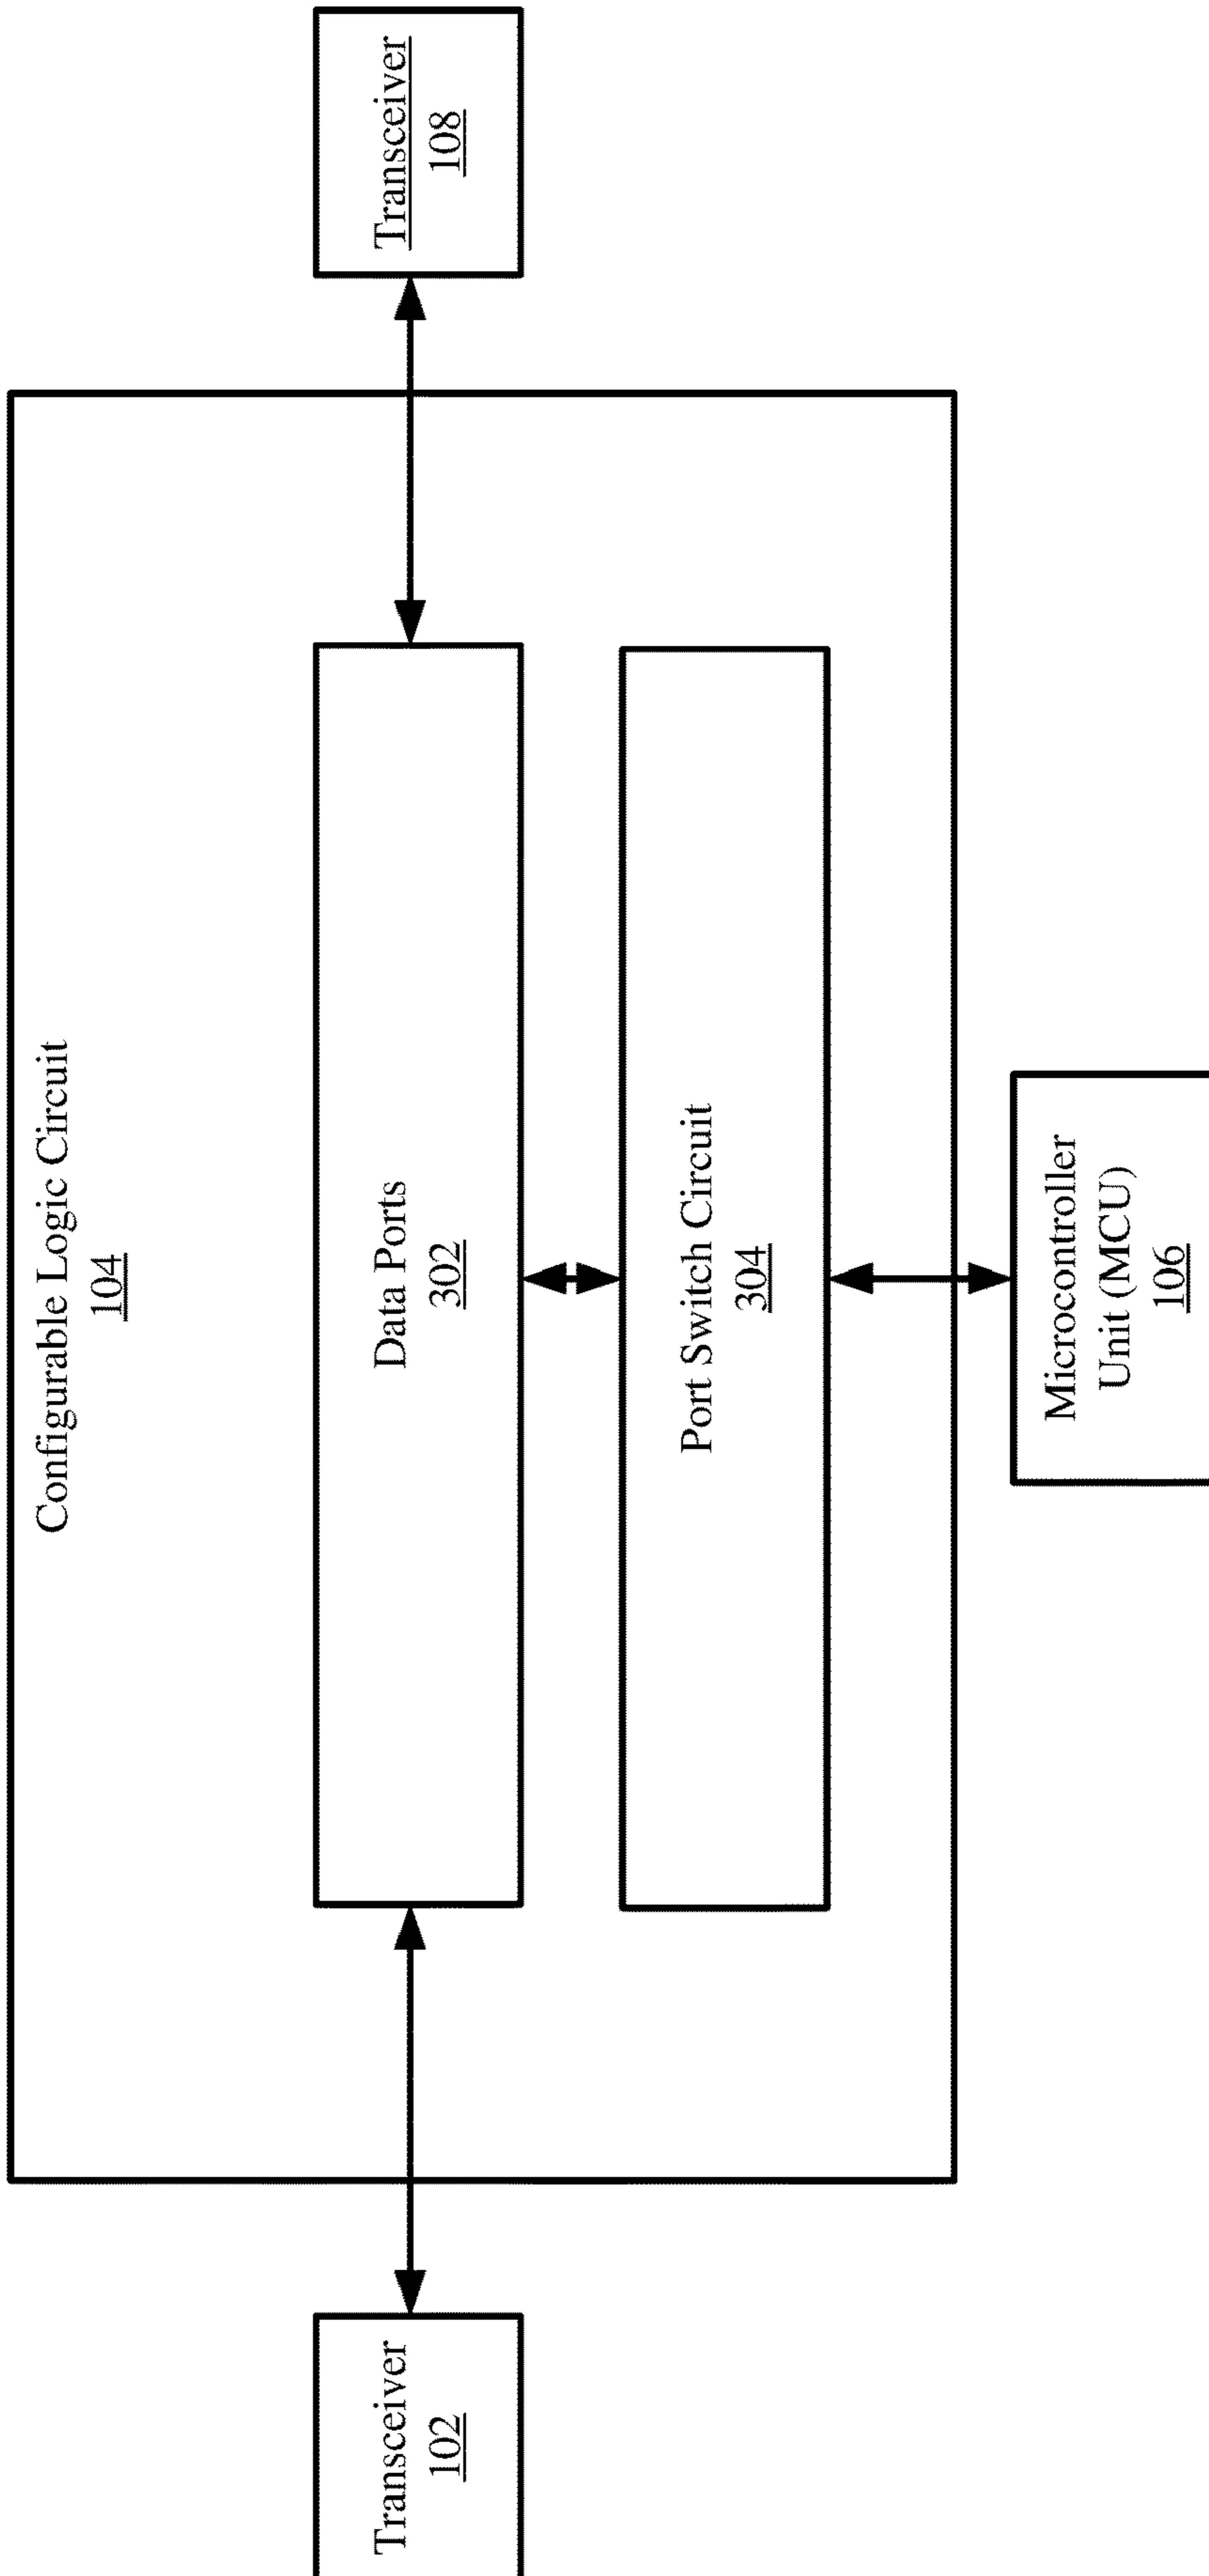 Configurable Logic Circuit
104
Transceiver
102
Data Ports
302
Transceiver
108
Port Switch Circuit
304
Microcontroller
Unit (MCU)
106